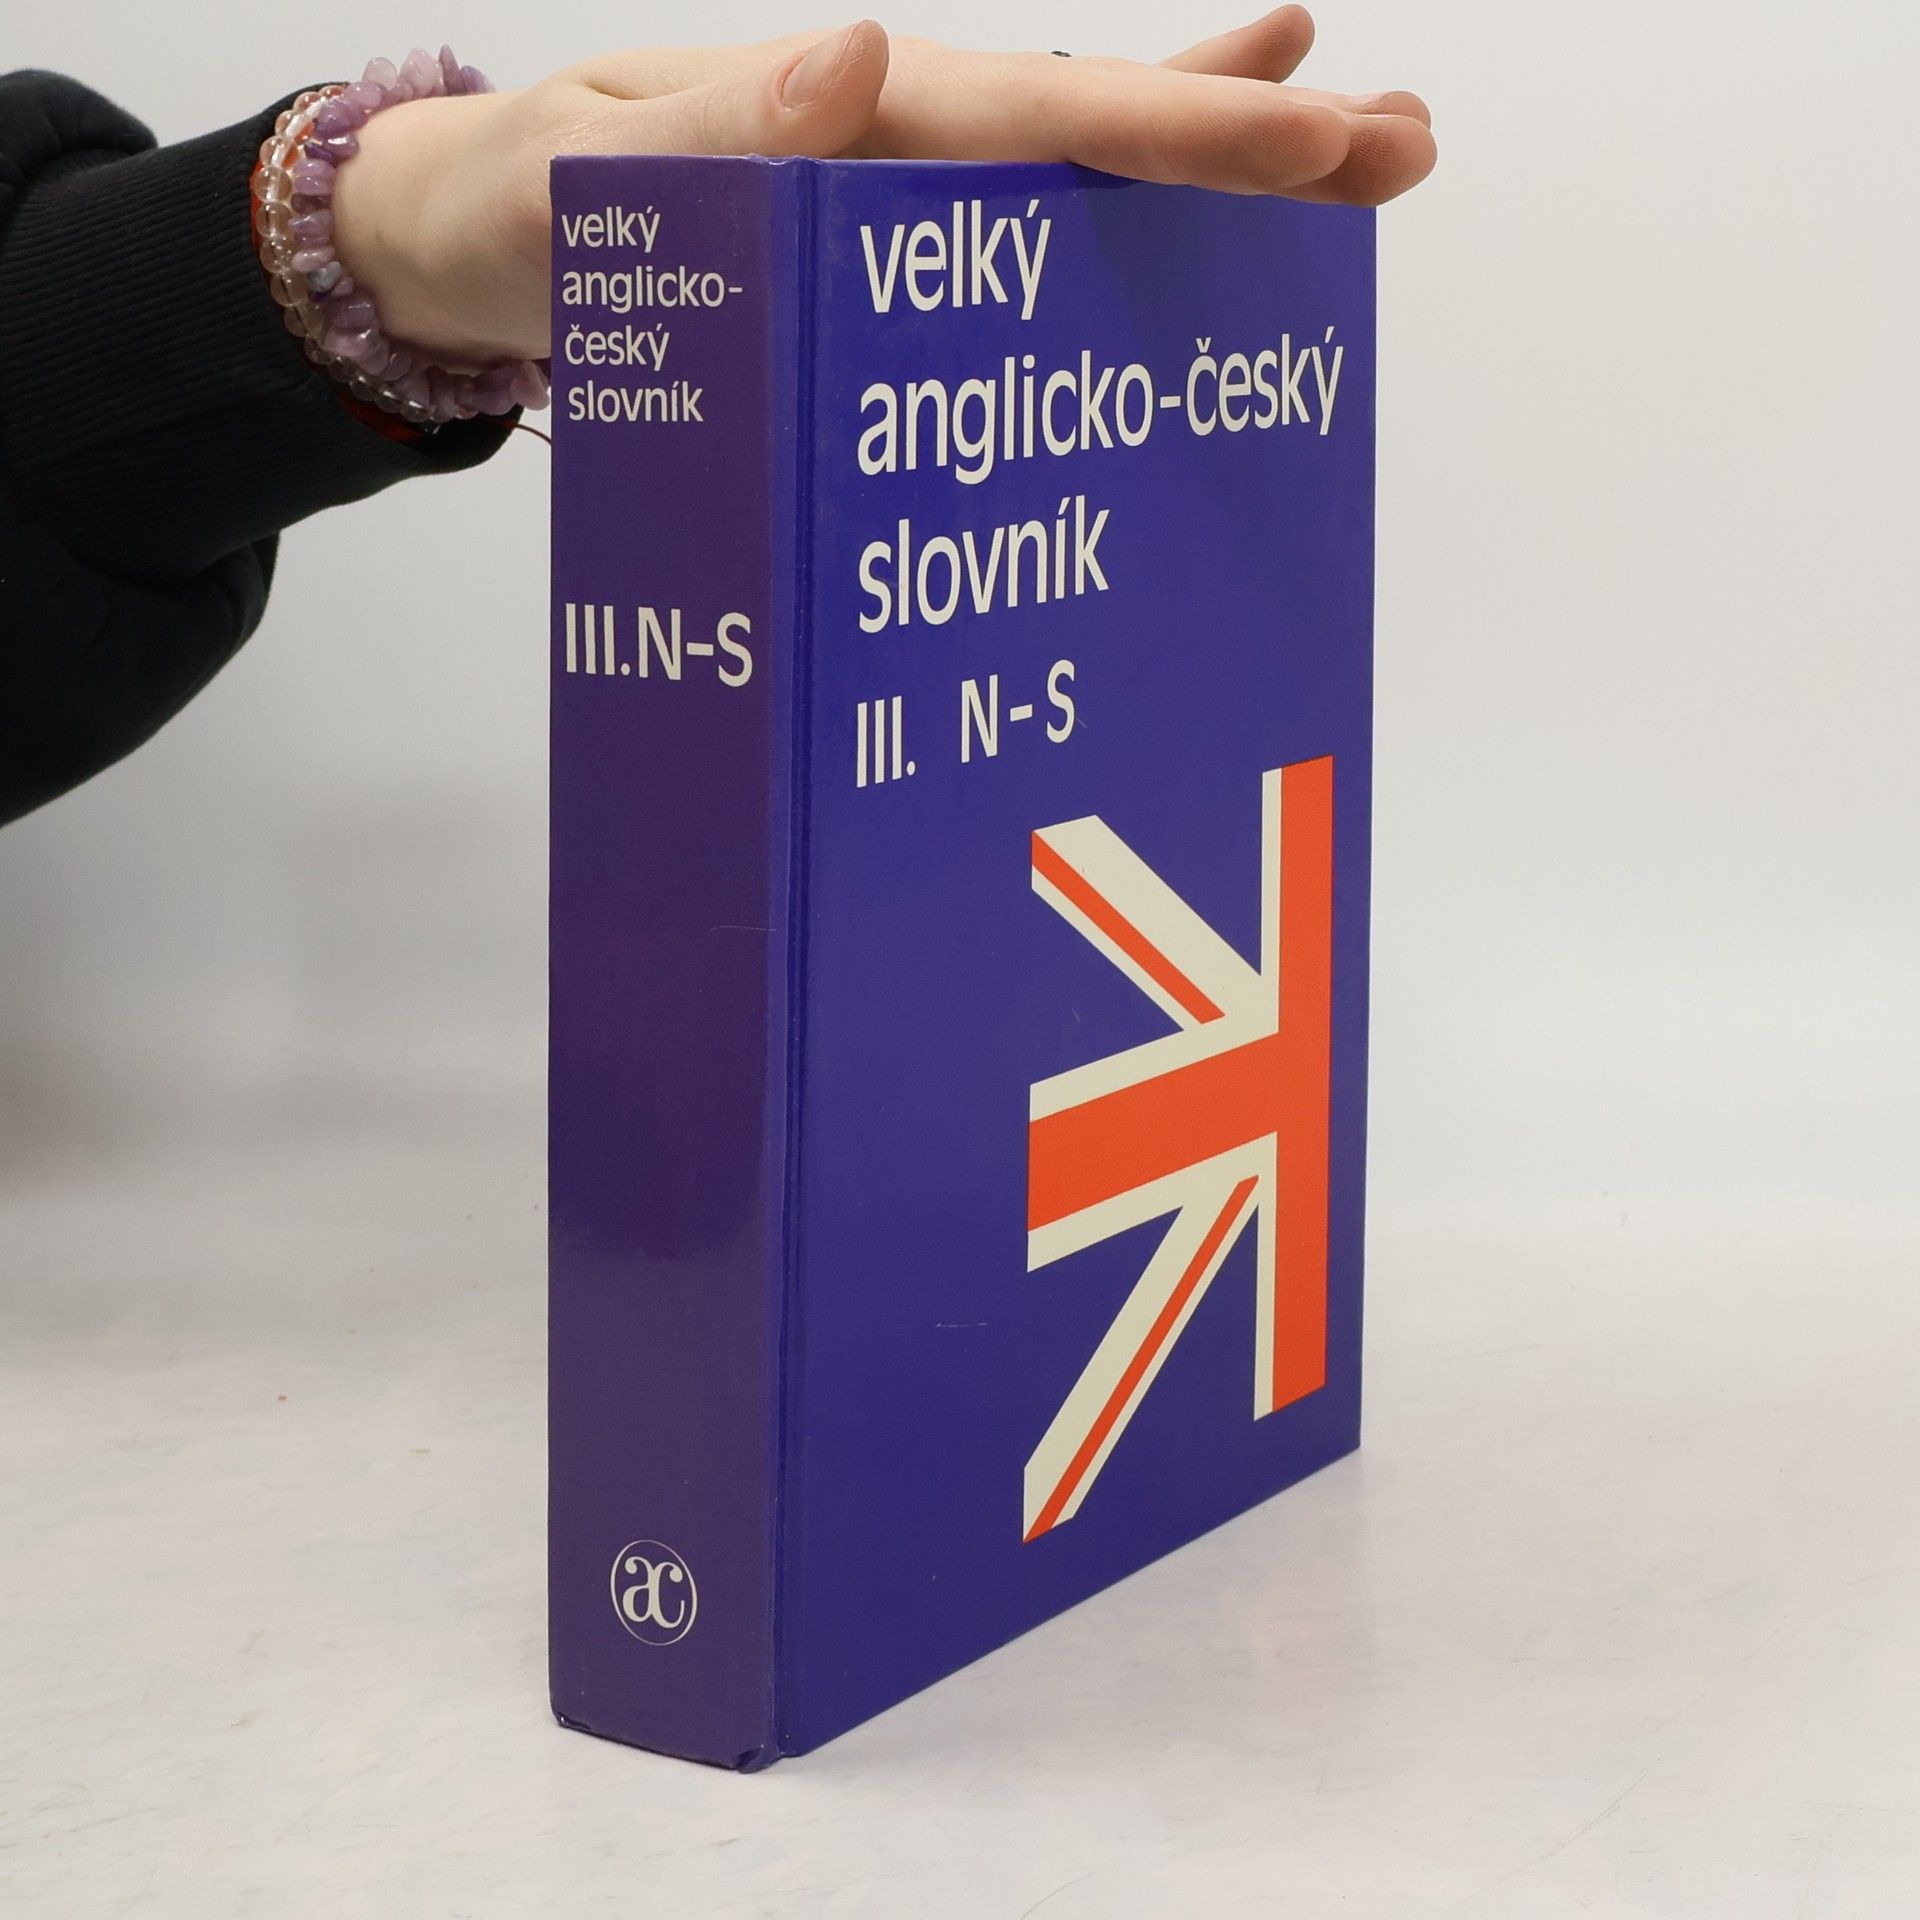 velký
anglicko-
český
slovník
III. N-S
ac
velký
anglicko-český
slovník
III. N-S